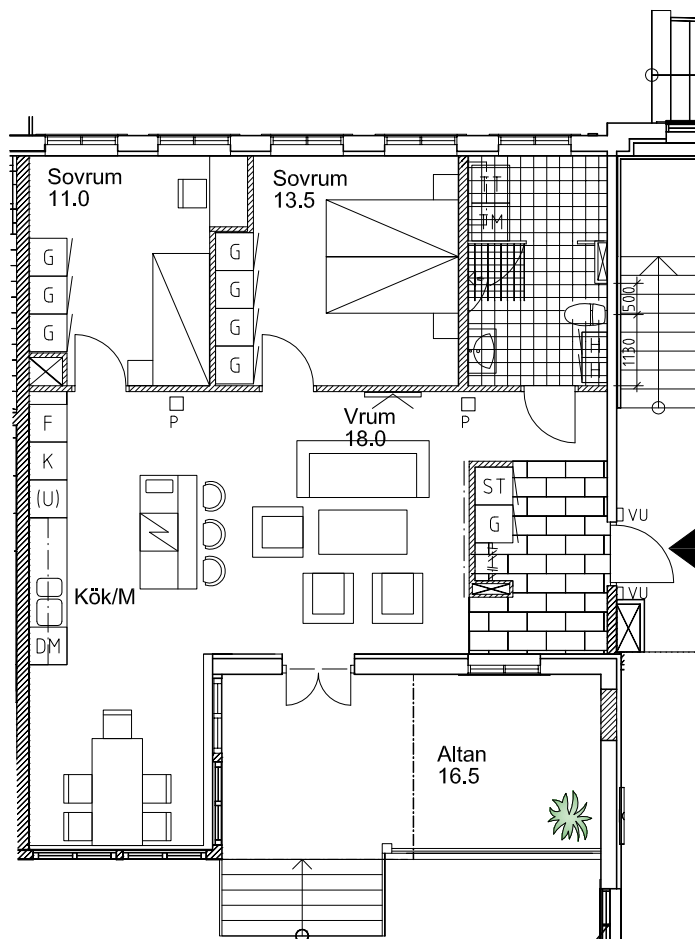 Sovrum
11.0
Sovrum
13.5
TT
TM
G
G
G
G
G
G
G
500
1130
H
H
F
K
(U)
DM
P
Vrum
18.0
P
ST
G
VU
VU
Kök/M
Altan
16.5